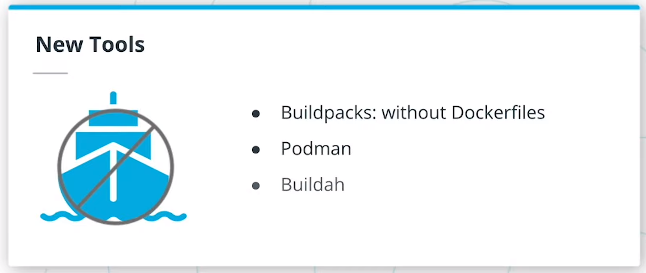 New Tools
Buildpacks: without Dockerfiles
Podman
Buildah